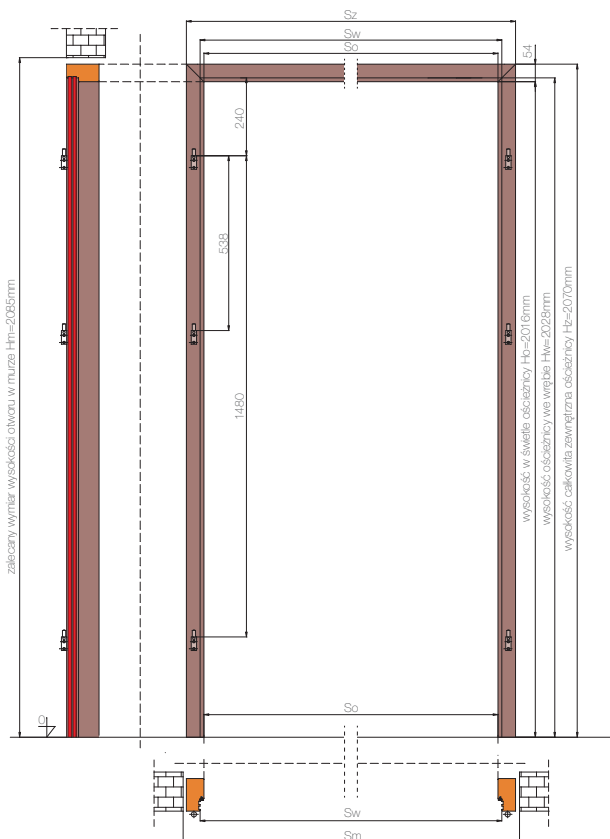 Sz
Sw
So
54
240
538
1480
zalecany wymiar wysokości otworu w murze Hm=2085mm
wysokość w świetle ościeżnicy Ho=2016mm
wysokość ościeżnicy we wrębie Hw=2028mm
wysokość całkowita zewnętrzna ościeżnicy Hz=2070mm
0
So
Sw
Sm